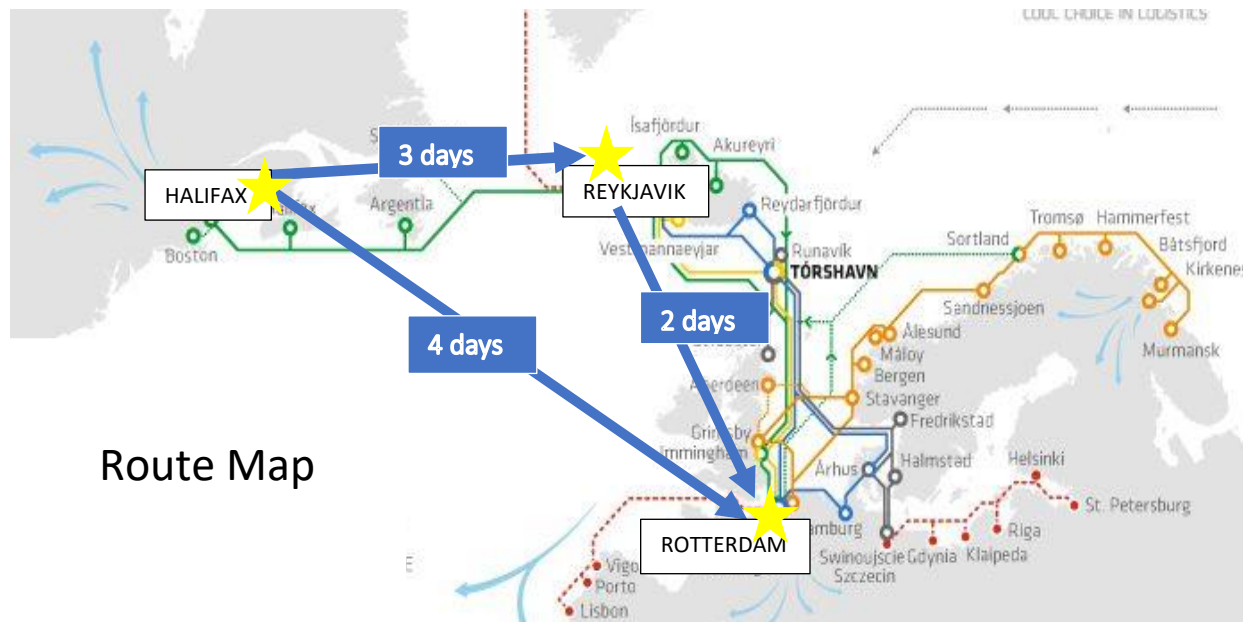 COOL CHOICE IN LOGISTICS
Ísafjördur
Akureyri
3 days
HALIFAX
REYKJAVIK
Argentia
Boston
Reydarfjördur
Vestmannaeyjar
Runavík
TÓRSHAVN
Tromsø
Hammerfest
Sortland
Båtsfjord
Kirkenes
Sandnessjoen
Murmansk
2 days
4 days
Ålesund
Måloy
Bergen
Aberdeen
Stavanger
Fredrikstad
Grimsby
Immingham
Route Map
Århus
Halmstad
Helsinki
St. Petersburg
ROTTERDAM
Hamburg
Swinoujscie
Szczecin
Gdynia
Klaipeda
Riga
Vigo
Porto
Lisbon